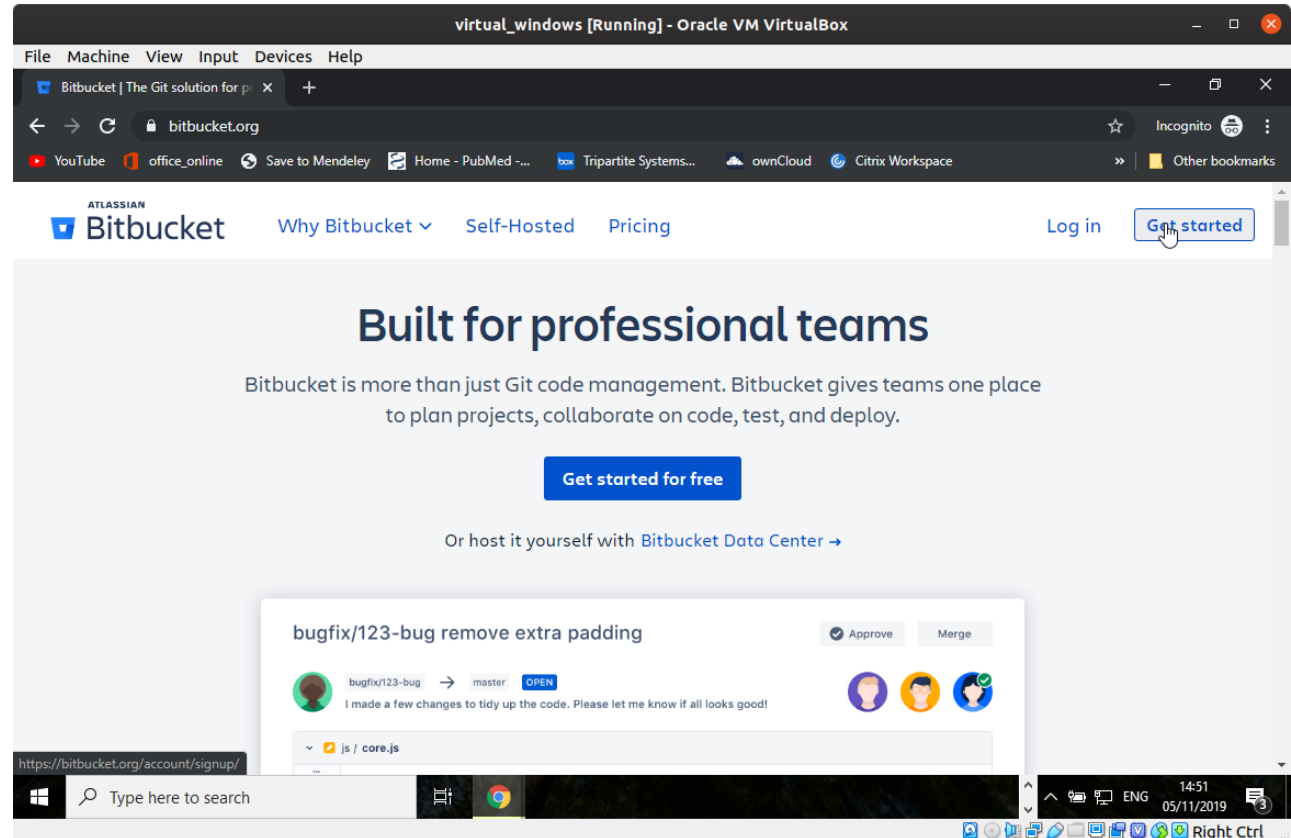 virtual_windows [Running] - Oracle VM VirtualBox
File Machine View Input Devices Help
Bitbucket | The Git solution for pr
bitbucket.org
Incognito
YouTube office_online Save to Mendeley Home - PubMed -... box Tripartite Systems... ownCloud Citrix Workspace » Other bookmarks
ATLASSIAN
Bitbucket
Why Bitbucket Self-Hosted Pricing Log in Get started
Built for professional teams
Bitbucket is more than just Git code management. Bitbucket gives teams one place
to plan projects, collaborate on code, test, and deploy.
Get started for free
Or host it yourself with Bitbucket Data Center →
bugfix/123-bug remove extra padding
Approve Merge
bugfix/123-bug → master OPEN
I made a few changes to tidy up the code. Please let me know if all looks good!
js / core.js
...
https://bitbucket.org/account/signup/
Type here to search
ENG
14:51
05/11/2019
3
Right Ctrl